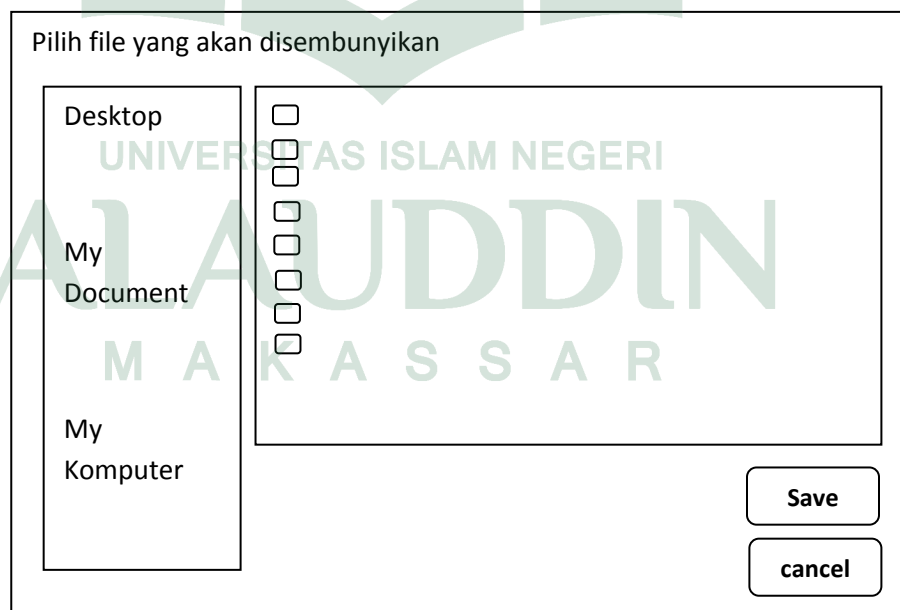 Pilih file yang akan disembunyikan
Desktop
My
Document
My
Komputer
UNIVERSITAS ISLAM NEGERI
ALAUDDIN
M A K A S S A R
Save
cancel